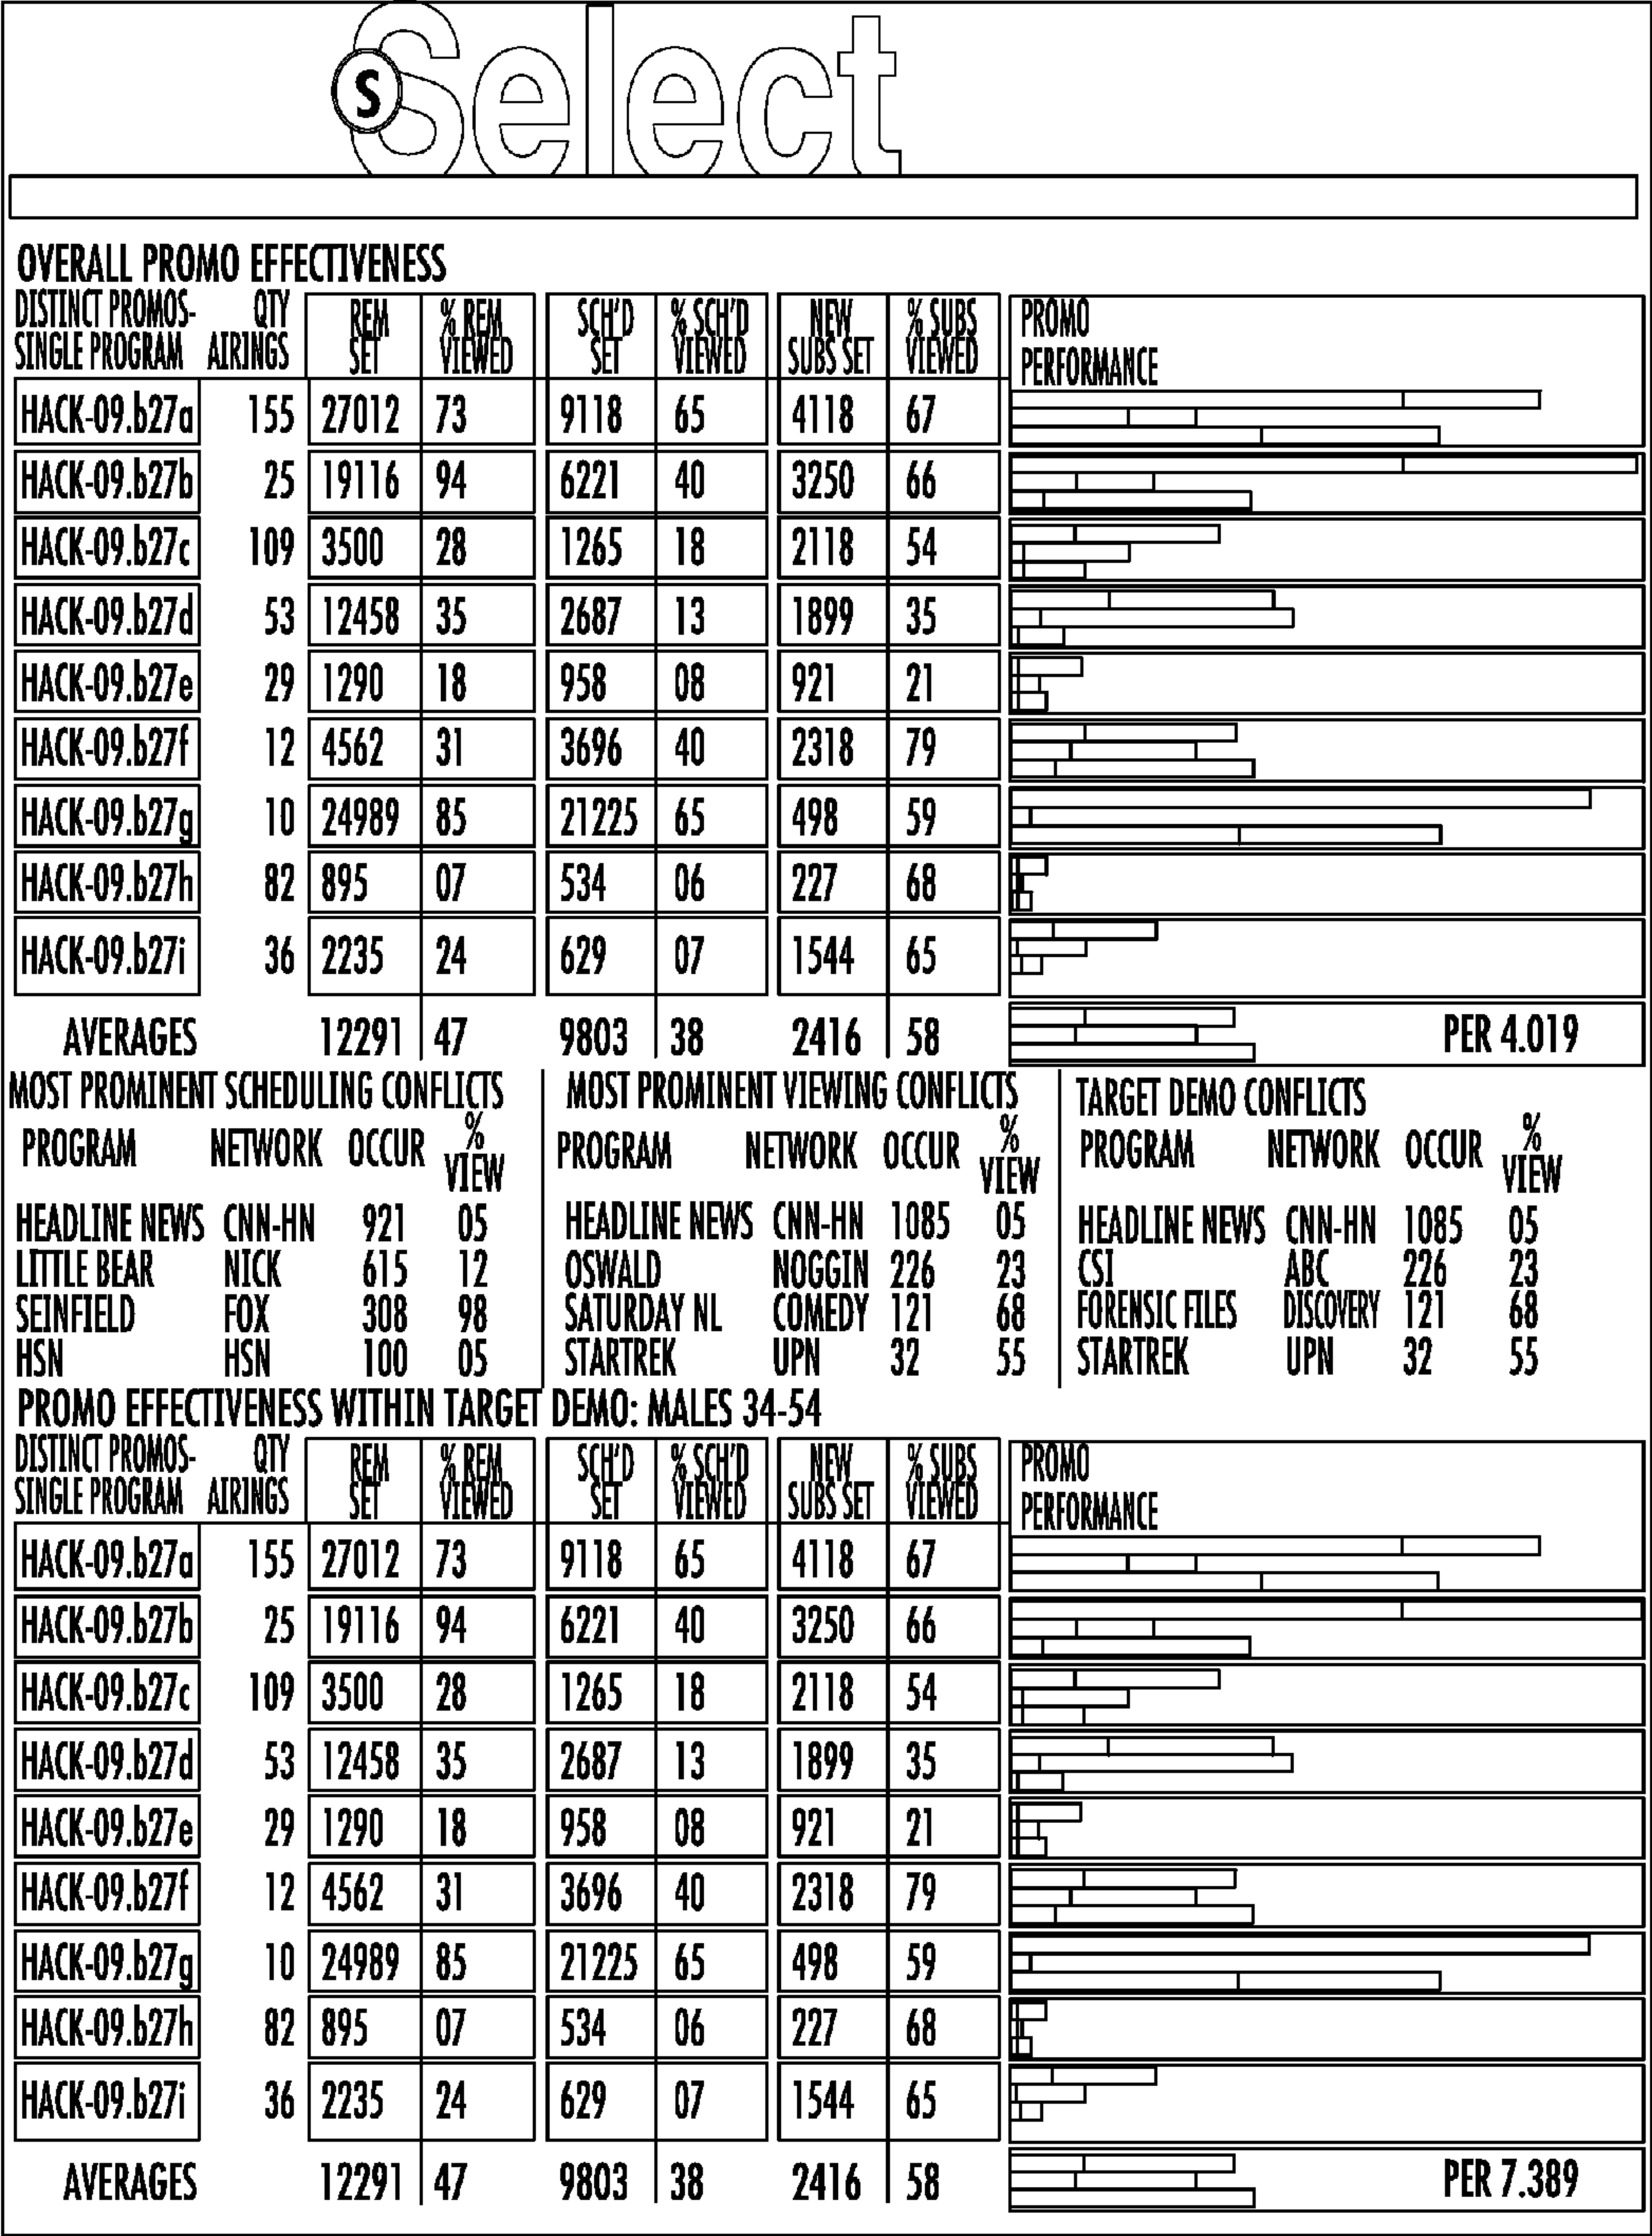 S Select
OVERALL PROMO EFFECTIVENESS
DISTINCT PROMOS- QTY REM % REM SCH'D % SCH'D NEW % SUBS PROMO
SINGLE PROGRAM AIRINGS SET VIEWED SET VIEWED SUBS SET VIEWED PERFORMANCE
HACK-09.b27a 155 27012 73 9118 65 4118 67
HACK-09.b27b 25 19116 94 6221 40 3250 66
HACK-09.b27c 109 3500 28 1265 18 2118 54
HACK-09.b27d 53 12458 35 2687 13 1899 35
HACK-09.b27e 29 1290 18 958 08 921 21
HACK-09.b27f 12 4562 31 3696 40 2318 79
HACK-09.b27g 10 24989 85 21225 65 498 59
HACK-09.b27h 82 895 07 534 06 227 68
HACK-09.b27i 36 2235 24 629 07 1544 65
AVERAGES 12291 47 9803 38 2416 58 PER 4.019
MOST PROMINENT SCHEDULING CONFLICTS
PROGRAM NETWORK OCCUR % VIEW
HEADLINE NEWS CNN-HN 921 05
LITTLE BEAR NICK 615 12
SEINFIELD FOX 308 98
HSN HSN 100 05
MOST PROMINENT VIEWING CONFLICTS
PROGRAM NETWORK OCCUR % VIEW
HEADLINE NEWS CNN-HN 1085 05
OSWALD NOGGIN 226 23
SATURDAY NL COMEDY 121 68
STARTREK UPN 32 55
TARGET DEMO CONFLICTS
PROGRAM NETWORK OCCUR % VIEW
HEADLINE NEWS CNN-HN 1085 05
CSI ABC 226 23
FORENSIC FILES DISCOVERY 121 68
STARTREK UPN 32 55
PROMO EFFECTIVENESS WITHIN TARGET DEMO: MALES 34-54
DISTINCT PROMOS- QTY REM % REM SCH'D % SCH'D NEW % SUBS PROMO
SINGLE PROGRAM AIRINGS SET VIEWED SET VIEWED SUBS SET VIEWED PERFORMANCE
HACK-09.b27a 155 27012 73 9118 65 4118 67
HACK-09.b27b 25 19116 94 6221 40 3250 66
HACK-09.b27c 109 3500 28 1265 18 2118 54
HACK-09.b27d 53 12458 35 2687 13 1899 35
HACK-09.b27e 29 1290 18 958 08 921 21
HACK-09.b27f 12 4562 31 3696 40 2318 79
HACK-09.b27g 10 24989 85 21225 65 498 59
HACK-09.b27h 82 895 07 534 06 227 68
HACK-09.b27i 36 2235 24 629 07 1544 65
AVERAGES 12291 47 9803 38 2416 58 PER 7.389